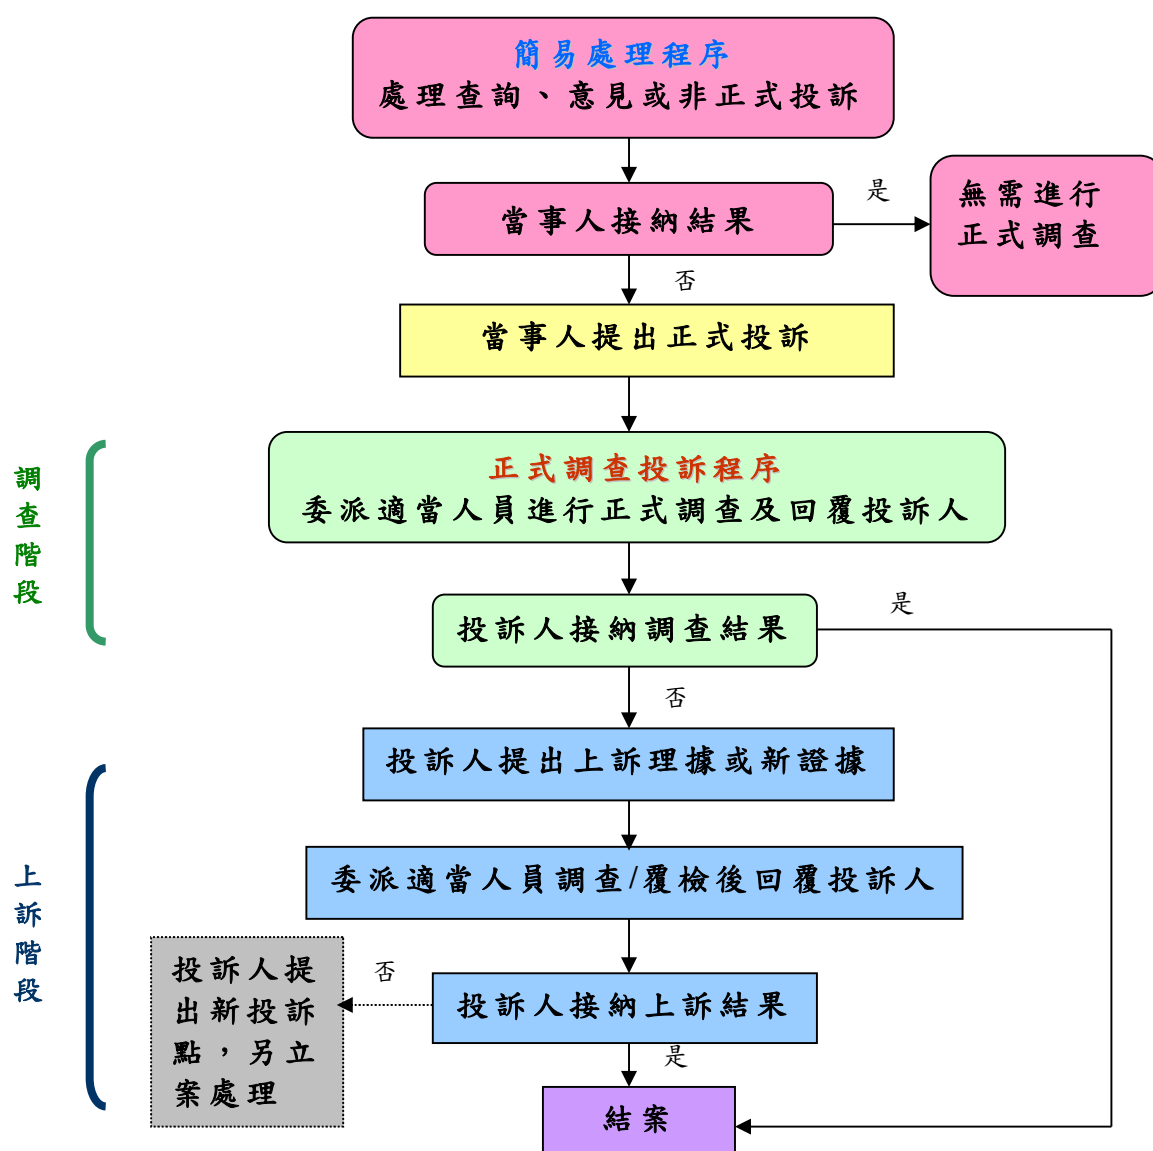 簡易處理程序
處理查詢、意見或非正式投訴
當事人接納結果
是
無需進行
正式調查
否
當事人提出正式投訴
調
查
階
段
正式調查投訴程序
委派適當人員進行正式調查及回覆投訴人
投訴人接納調查結果
是
否
上
訴
階
段
投訴人提出上訴理據或新證據
委派適當人員調查/覆檢後回覆投訴人
投訴人接納上訴結果
否
投訴人提
出新投訴
點，另立
案處理
是
結案